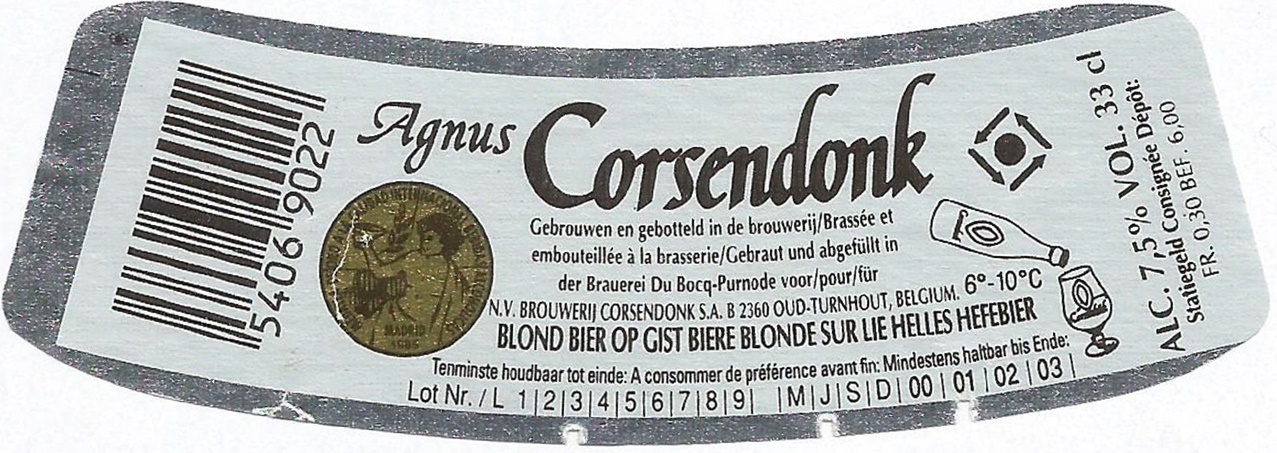 5406 9022
Agnus
Corsendonk
MADRID
Gebrouwen en gebotteld in de brouwerij/Brassée et
embouteillée à la brasserie/Gebraut und abgefüllt in
der Brauerei Du Bocq-Purnode voor/pour/für
N.V. BROUWERIJ CORSENDONK S.A. B 2360 OUD-TURNHOUT, BELGIUM.
6°-10°C
BLOND BIER OP GIST BIERE BLONDE SUR LIE HELLES HEFEBIER
Tenminste houdbaar tot einde: A consommer de préférence avant fin: Mindestens haltbar bis Ende:
Lot Nr. / L 1|2|3|4|5|6|7|8|9| |M|J|S|D|00|01|02|03|
ALC. 7,5% VOL. 33 cl
Statiegeld Consignée Dépôt:
FR. 0,30 BEF. 6,00